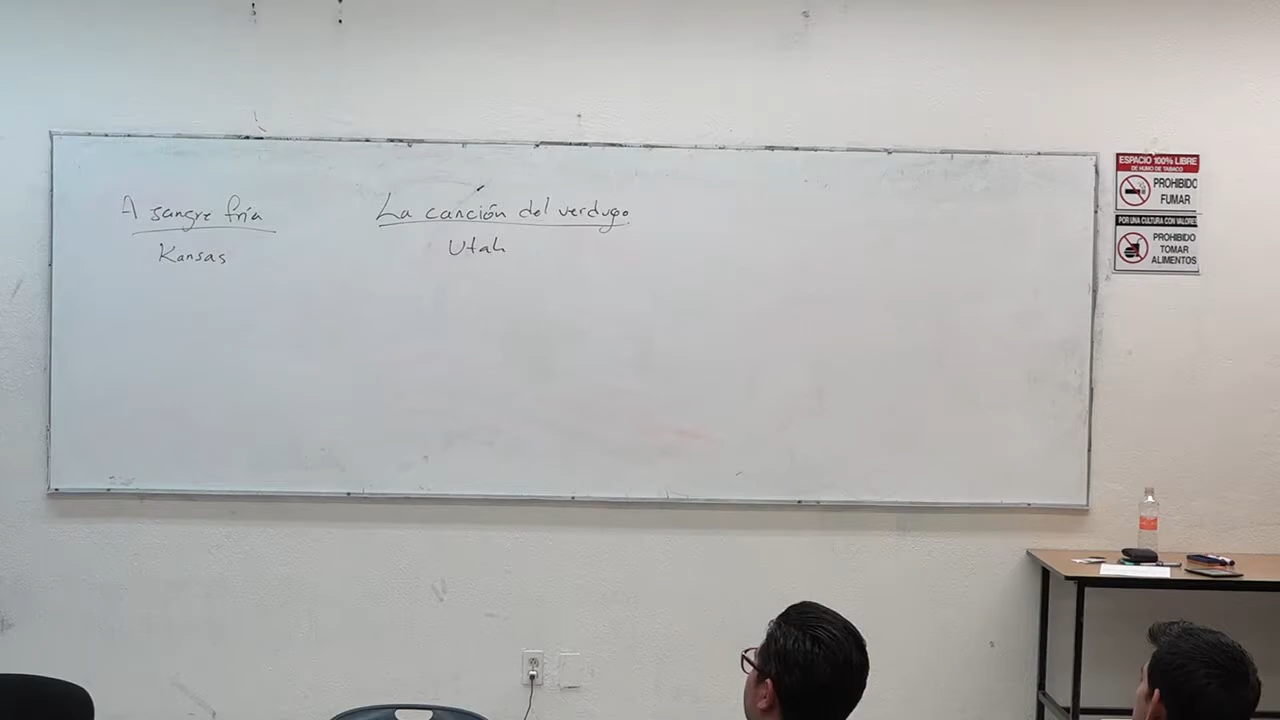 A sangre fría
Kansas
La canción del verdugo
Utah
ESPACIO 100% LIBRE
DE HUMO DE TABACO
PROHIBIDO
FUMAR
POR UNA CULTURA CON VALORES
PROHIBIDO
TOMAR
ALIMENTOS